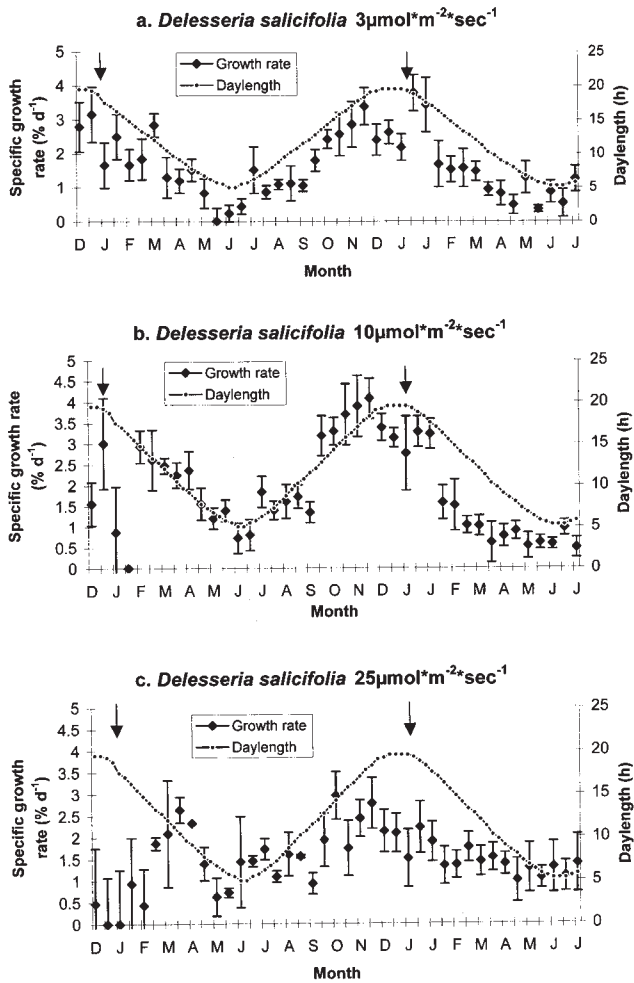 a. Delesseria salicifolia 3µmol*m-2*sec-1
Growth rate
Daylength
Specific growth
rate (% d-1)
5
4
3
2
1
0
25
20
15
10
5
0
Daylength (h)
D J F M A M J J A S O N D J J F M A M J J
Month
b. Delesseria salicifolia 10µmol*m-2*sec-1
Growth rate
Daylength
Specific growth rate
(% d-1)
5
4.5
4
3.5
3
2.5
2
1.5
1
0.5
0
25
20
15
10
5
0
Daylength (h)
D J F M A M J J A S O N D J J F M A M J J
Month
c. Delesseria salicifolia 25µmol*m-2*sec-1
Growth rate
Daylength
Specific growth
rate (% d-1)
5
4.5
4
3.5
3
2.5
2
1.5
1
0.5
0
25
20
15
10
5
0
Daylength (h)
D J F M A M J J A S O N D J J F M A M J J
Month